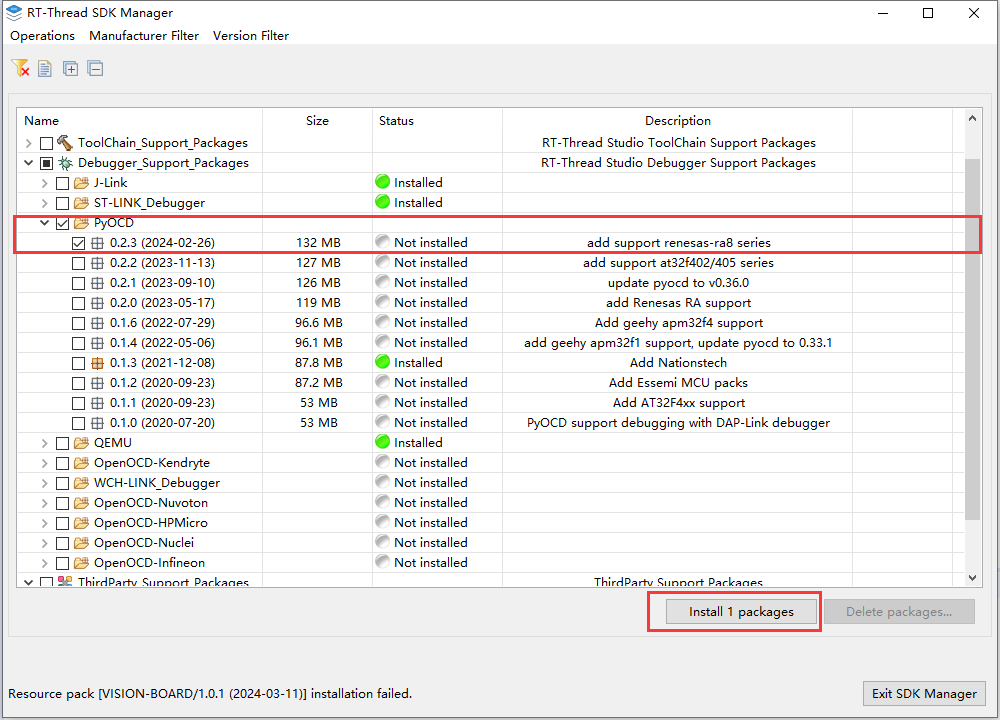 RT-Thread SDK Manager
Operations Manufacturer Filter Version Filter
Name Size Status Description
ToolChain_Support_Packages RT-Thread Studio ToolChain Support Packages
Debugger_Support_Packages RT-Thread Studio Debugger Support Packages
J-Link Installed
ST-LINK_Debugger Installed
PyOCD
0.2.3 (2024-02-26) 132 MB Not installed add support renesas-ra8 series
0.2.2 (2023-11-13) 127 MB Not installed add support at32f402/405 series
0.2.1 (2023-09-10) 126 MB Not installed update pyocd to v0.36.0
0.2.0 (2023-05-17) 119 MB Not installed add Renesas RA support
0.1.6 (2022-07-29) 96.6 MB Not installed Add geehy apm32f4 support
0.1.4 (2022-05-06) 96.1 MB Not installed add geehy apm32f1 support, update pyocd to 0.33.1
0.1.3 (2021-12-08) 87.8 MB Installed Add Nationstech
0.1.2 (2020-09-23) 87.2 MB Not installed Add Essemi MCU packs
0.1.1 (2020-09-23) 53 MB Not installed Add AT32F4xx support
0.1.0 (2020-07-20) 53 MB Not installed PyOCD support debugging with DAP-Link debugger
QEMU Installed
OpenOCD-Kendryte Not installed
WCH-LINK_Debugger Not installed
OpenOCD-Nuvoton Not installed
OpenOCD-HPMicro Not installed
OpenOCD-Nuclei Not installed
OpenOCD-Infineon Not installed
ThirdParty_Support_Packages ThirdParty Support Packages
Install 1 packages Delete packages...
Resource pack [VISION-BOARD/1.0.1 (2024-03-11)] installation failed. Exit SDK Manager